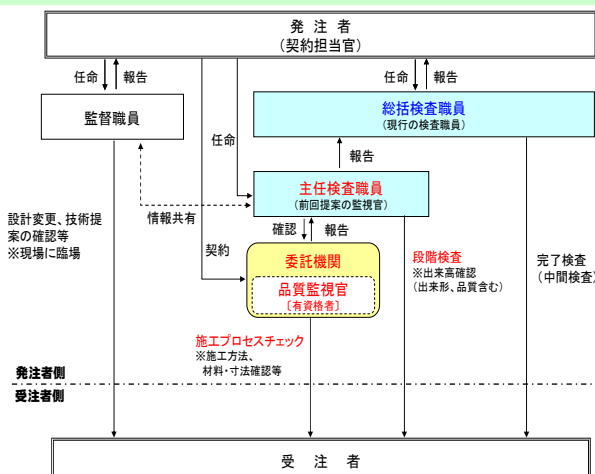 発 注 者
(契約担当官)
任命
報告
任命
報告
監督職員
総括検査職員
(現行の検査職員)
任命
報告
主任検査職員
(前回提案の監視官)
設計変更、技術提
案の確認等
※現場に臨場
情報共有
契約
確認
報告
委託機関
品質監視官
〔有資格者〕
段階検査
※出来高確認
(出来形、品質含む)
完了検査
(中間検査)
施工プロセスチェック
※施工方法、
材料・寸法確認等
発注者側
受注者側
受 注 者